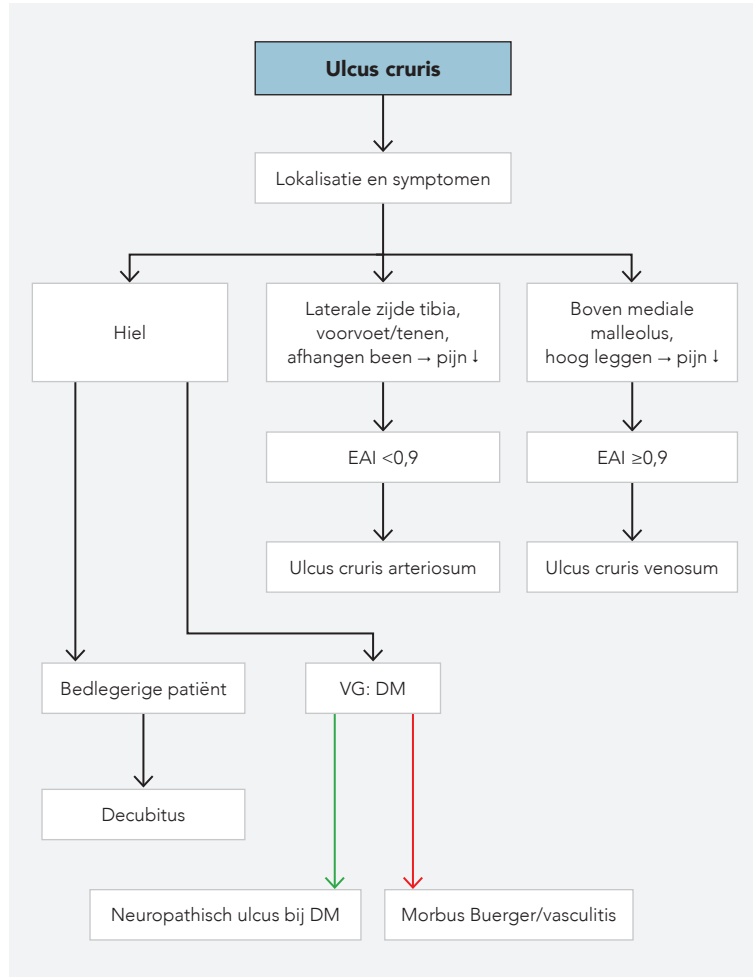 Ulcus cruris
Lokalisatie en symptomen
Hiel
Laterale zijde tibia,
voorvoet/tenen,
afhangen been → pijn ↓
Boven mediale
malleolus,
hoog leggen → pijn ↓
EAI <0,9
EAI ≥0,9
Ulcus cruris arteriosum
Ulcus cruris venosum
Bedlegerige patiënt
VG: DM
Decubitus
Neuropathisch ulcus bij DM
Morbus Buerger/vasculitis